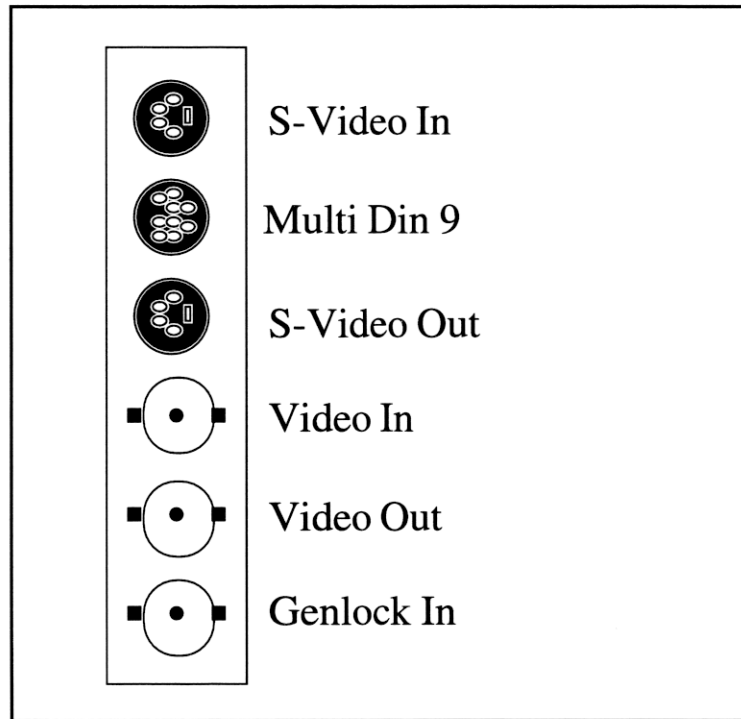 S-Video In
Multi Din 9
S-Video Out
Video In
Video Out
Genlock In